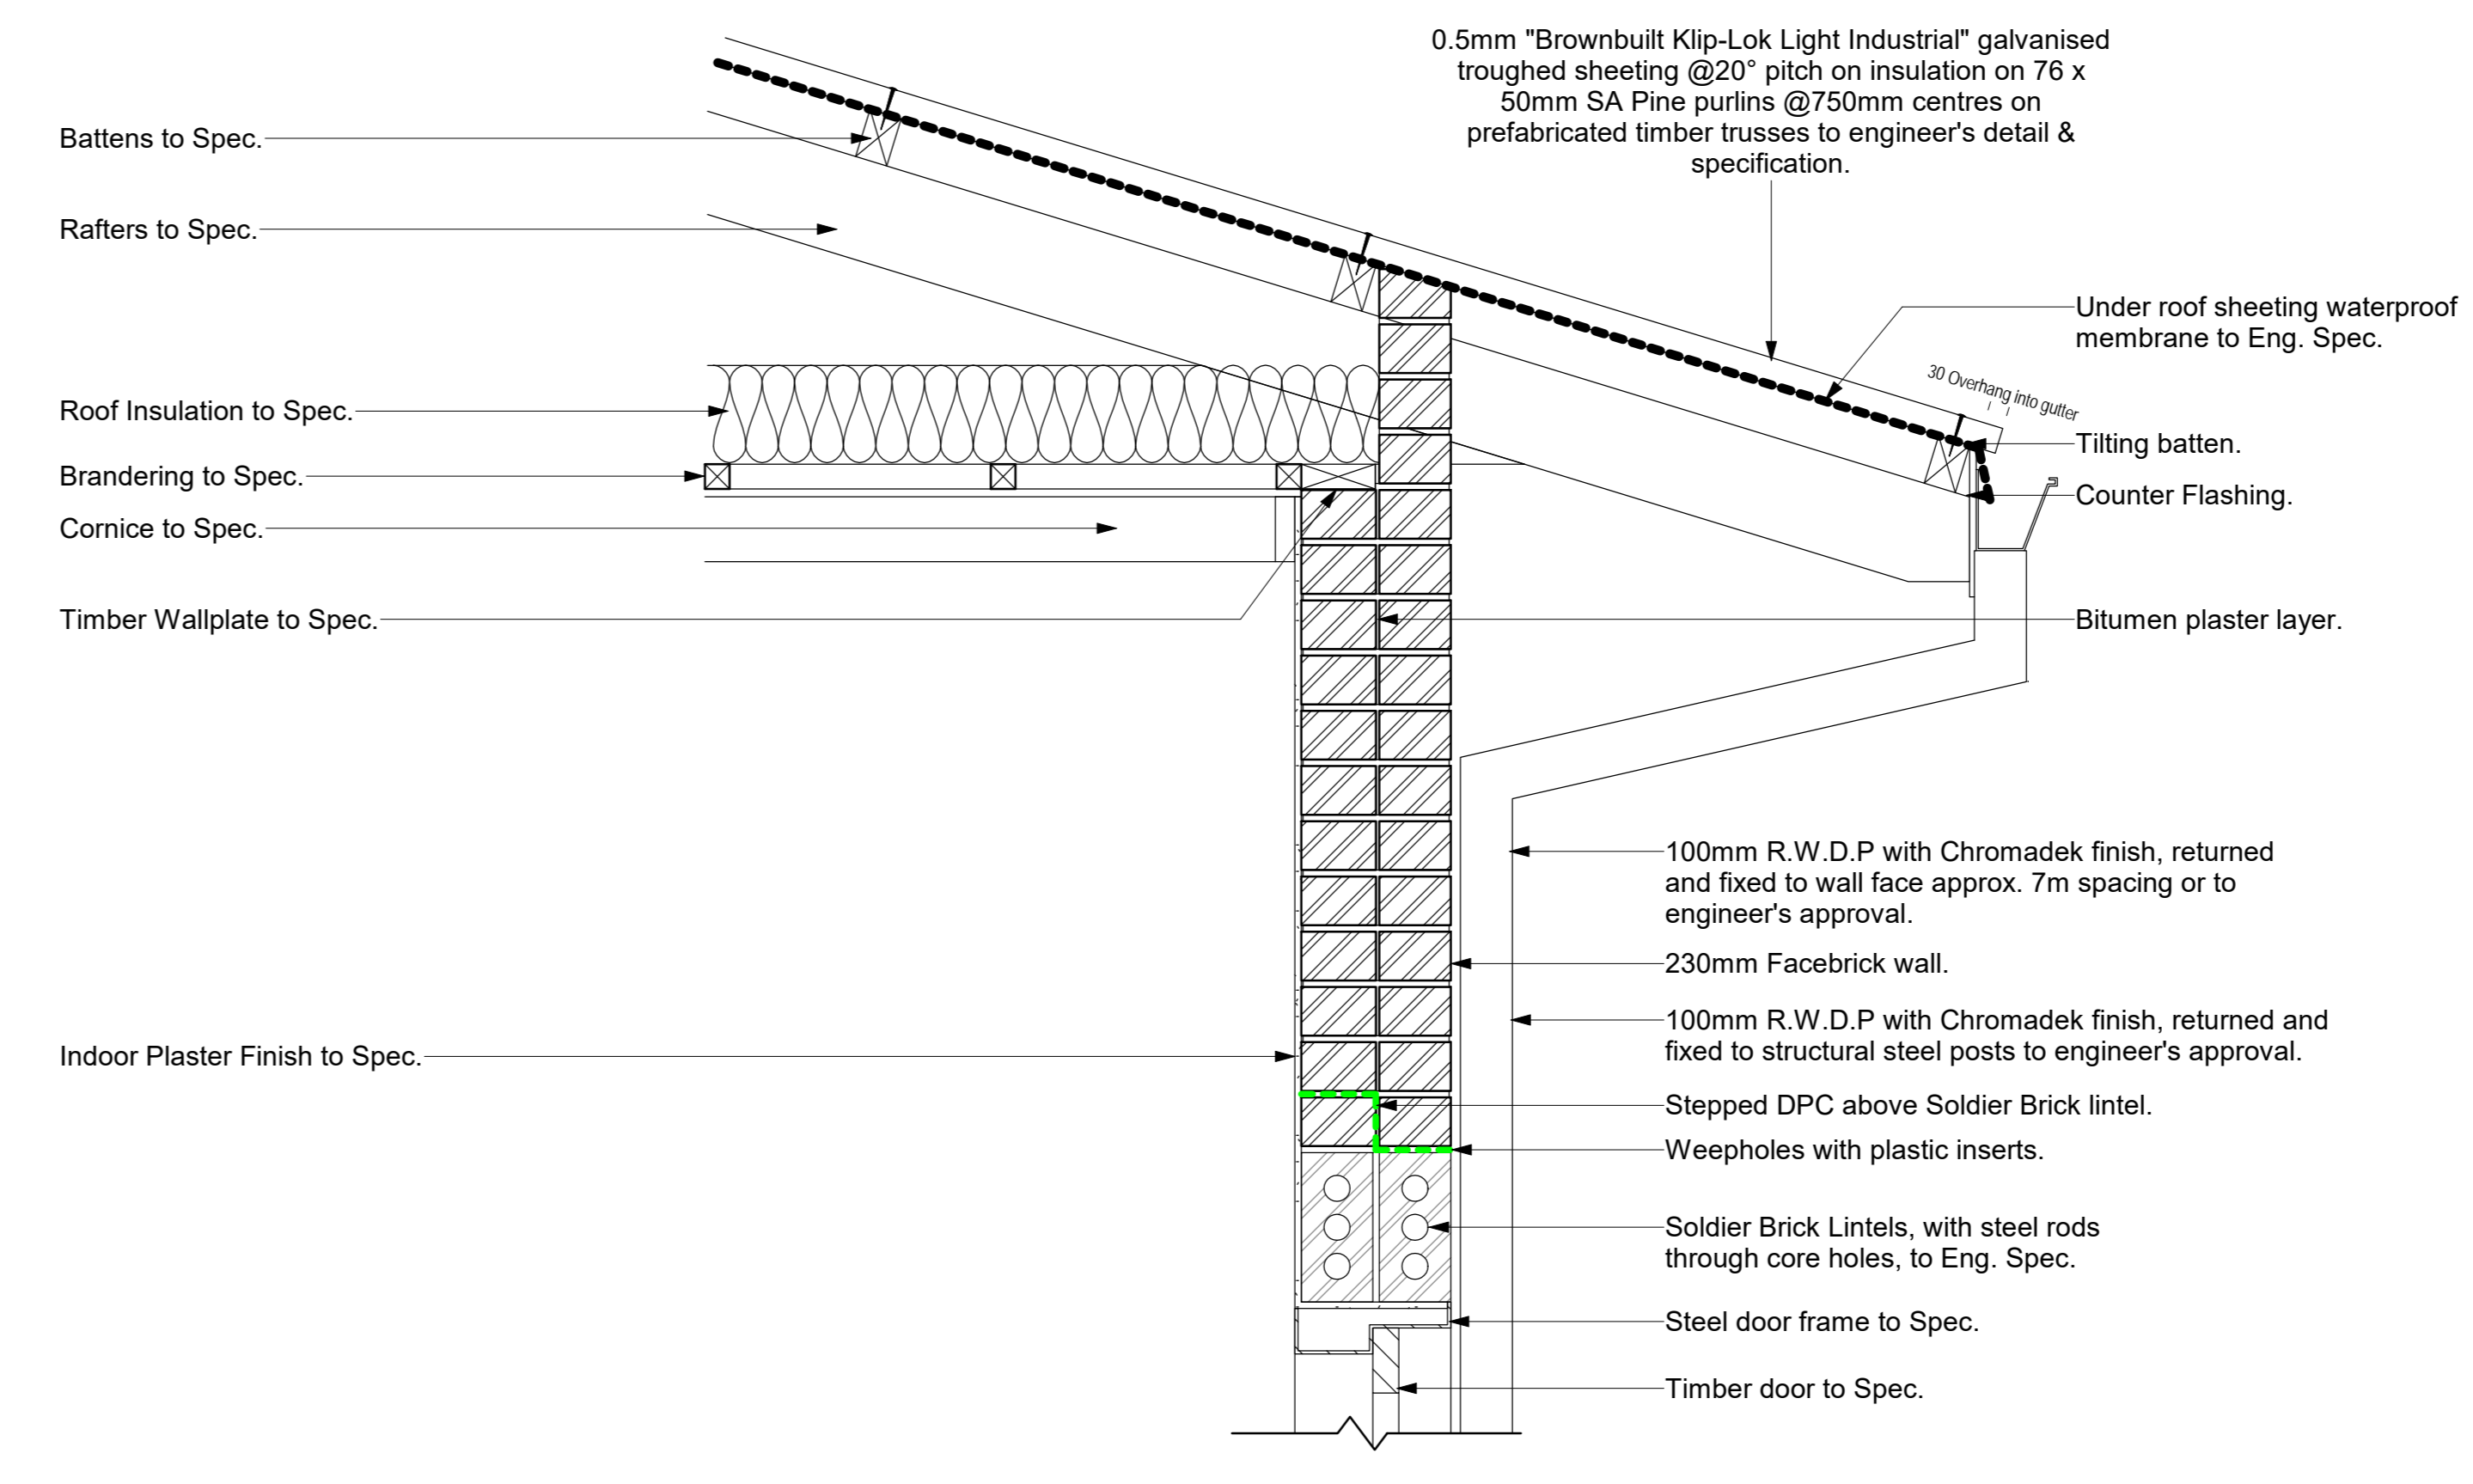 0.5mm "Brownbuilt Klip-Lok Light Industrial" galvanised
troughed sheeting @20° pitch on insulation on 76 x
50mm SA Pine purlins @750mm centres on
prefabricated timber trusses to engineer's detail &
specification.
Battens to Spec.
Rafters to Spec.
Roof Insulation to Spec.
Brandering to Spec.
Cornice to Spec.
Timber Wallplate to Spec.
Indoor Plaster Finish to Spec.
Under roof sheeting waterproof
membrane to Eng. Spec.
30 Overhang into gutter
Tilting batten.
Counter Flashing.
Bitumen plaster layer.
100mm R.W.D.P with Chromadek finish, returned
and fixed to wall face approx. 7m spacing or to
engineer's approval.
230mm Facebrick wall.
100mm R.W.D.P with Chromadek finish, returned and
fixed to structural steel posts to engineer's approval.
Stepped DPC above Soldier Brick lintel.
Weepholes with plastic inserts.
Soldier Brick Lintels, with steel rods
through core holes, to Eng. Spec.
Steel door frame to Spec.
Timber door to Spec.